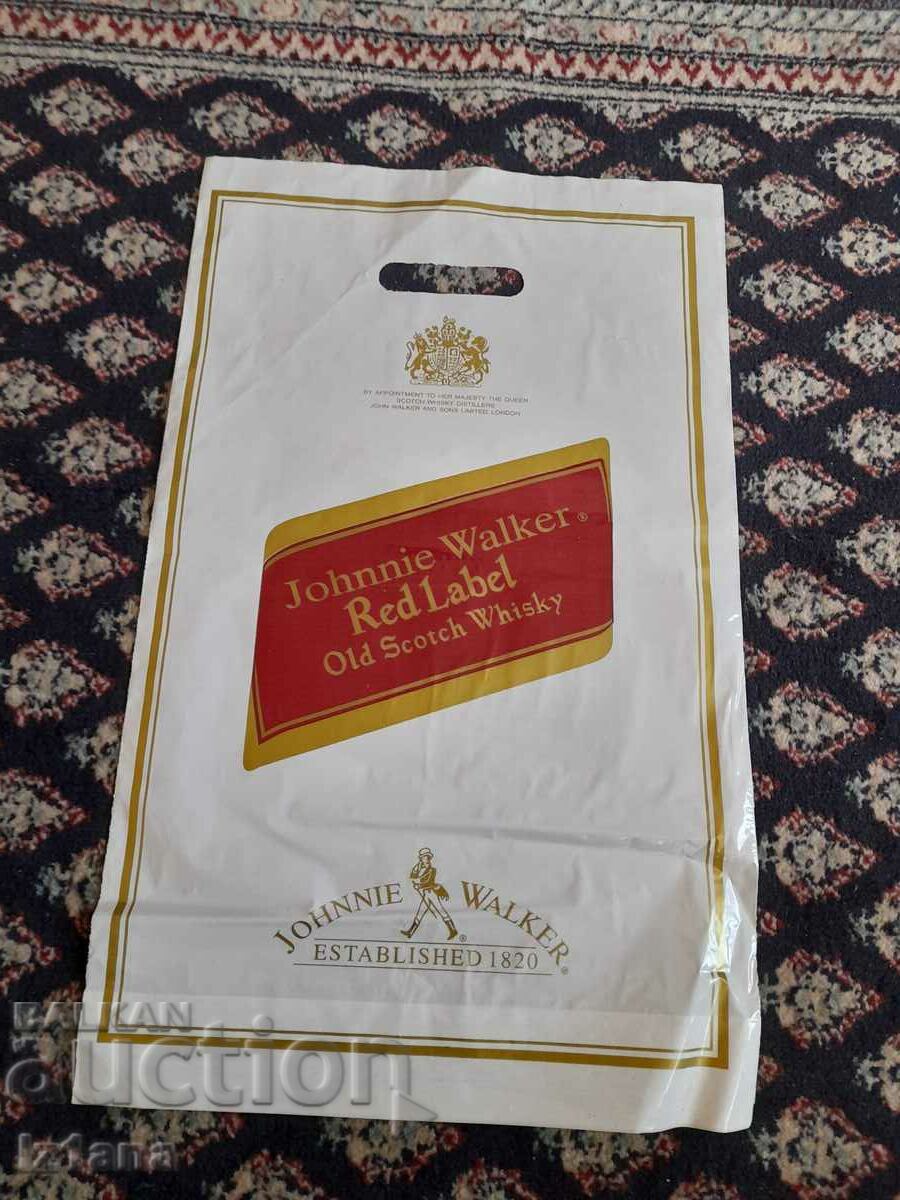 BY APPOINTMENT TO HER MAJESTY THE QUEEN
SCOTCH WHISKY DISTILLERS
JOHN WALKER AND SONS LIMITED LONDON
Johnnie Walker ®
Red Label
Old Scotch Whisky
JOHNNIE WALKER ®
ESTABLISHED 1820 ®
BALKAN
auction
Iz1ana